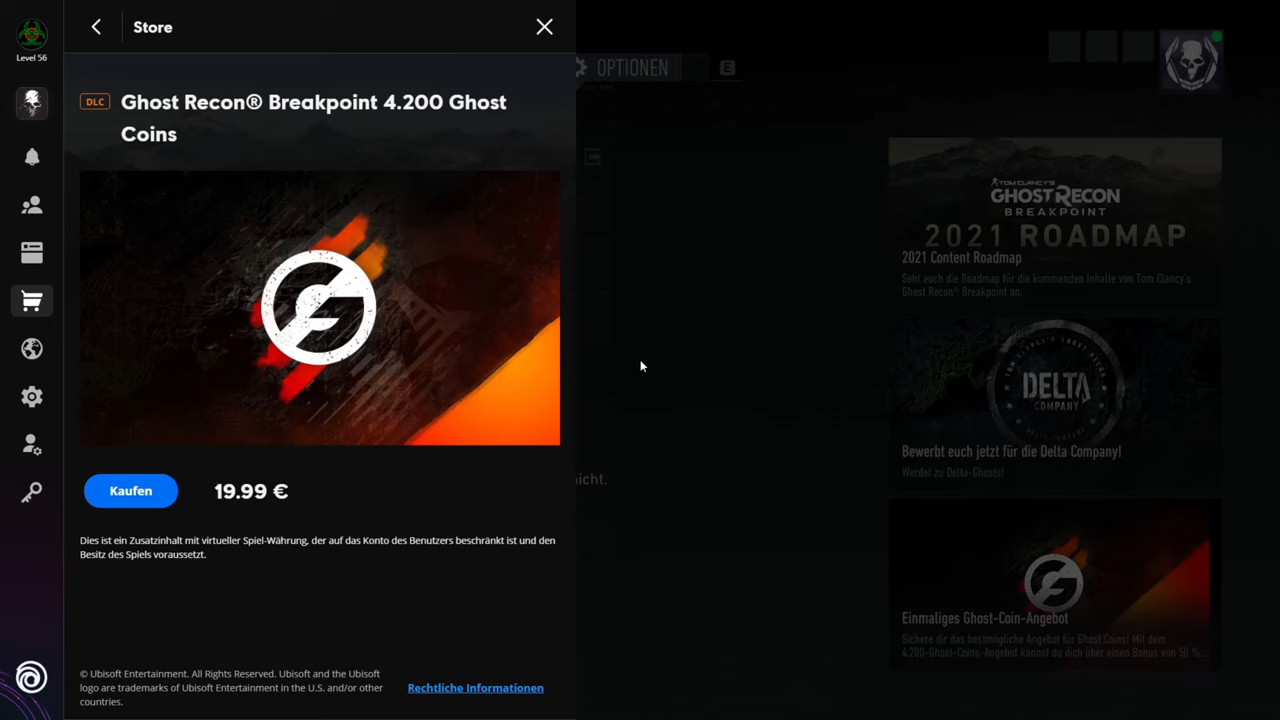 Level 56
Store
DLC
Ghost Recon® Breakpoint 4.200 Ghost
Coins
Kaufen
19.99 €
Dies ist ein Zusatzinhalt mit virtueller Spiel-Währung, der auf das Konto des Benutzers beschränkt ist und den
Besitz des Spiels voraussetzt.
© Ubisoft Entertainment. All Rights Reserved. Ubisoft and the Ubisoft
logo are trademarks of Ubisoft Entertainment in the U.S. and/or other
countries.
Rechtliche Informationen
OPTIONEN
E
icht.
TOM CLANCY'S
GHOST RECON
BREAKPOINT
2021 ROADMAP
2021 Content Roadmap
Seht euch die Roadmap für die kommenden Inhalte von Tom Clancy's
Ghost Recon® Breakpoint an.
TOM CLANCY'S GHOST RECON
DELTA
COMPANY
Bewerbt euch jetzt für die Delta Company!
Werdet zu Delta-Ghosts!
Einmaliges Ghost-Coin-Angebot
Sichere dir das bestmögliche Angebot für Ghost Coins! Mit dem
4.200-Ghost-Coins-Angebot kannst du dich über einen Bonus von 50 %...